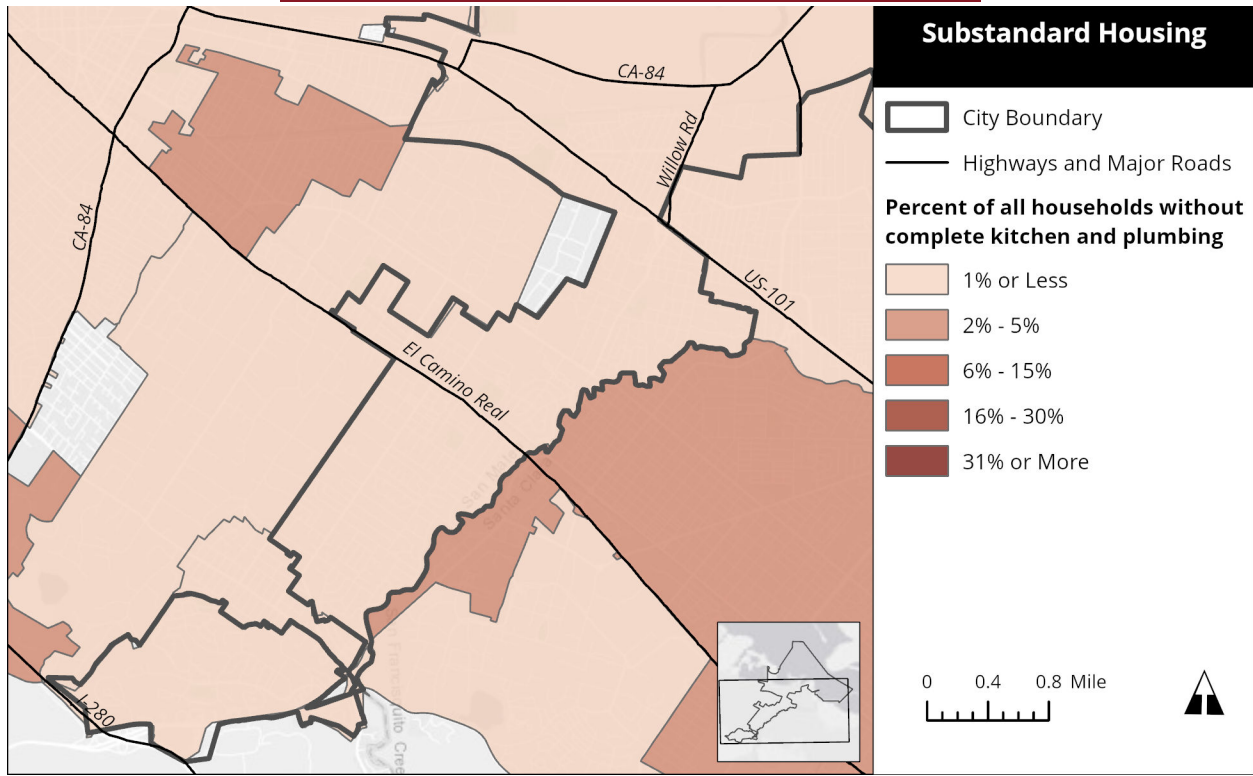 Substandard Housing
City Boundary
Highways and Major Roads
Percent of all households without
complete kitchen and plumbing
1% or Less
2% - 5%
6% - 15%
16% - 30%
31% or More
0 0.4 0.8 Mile
CA-84
Willow Rd
CA-84
US-101
El Camino Real
San
Santa
I-280